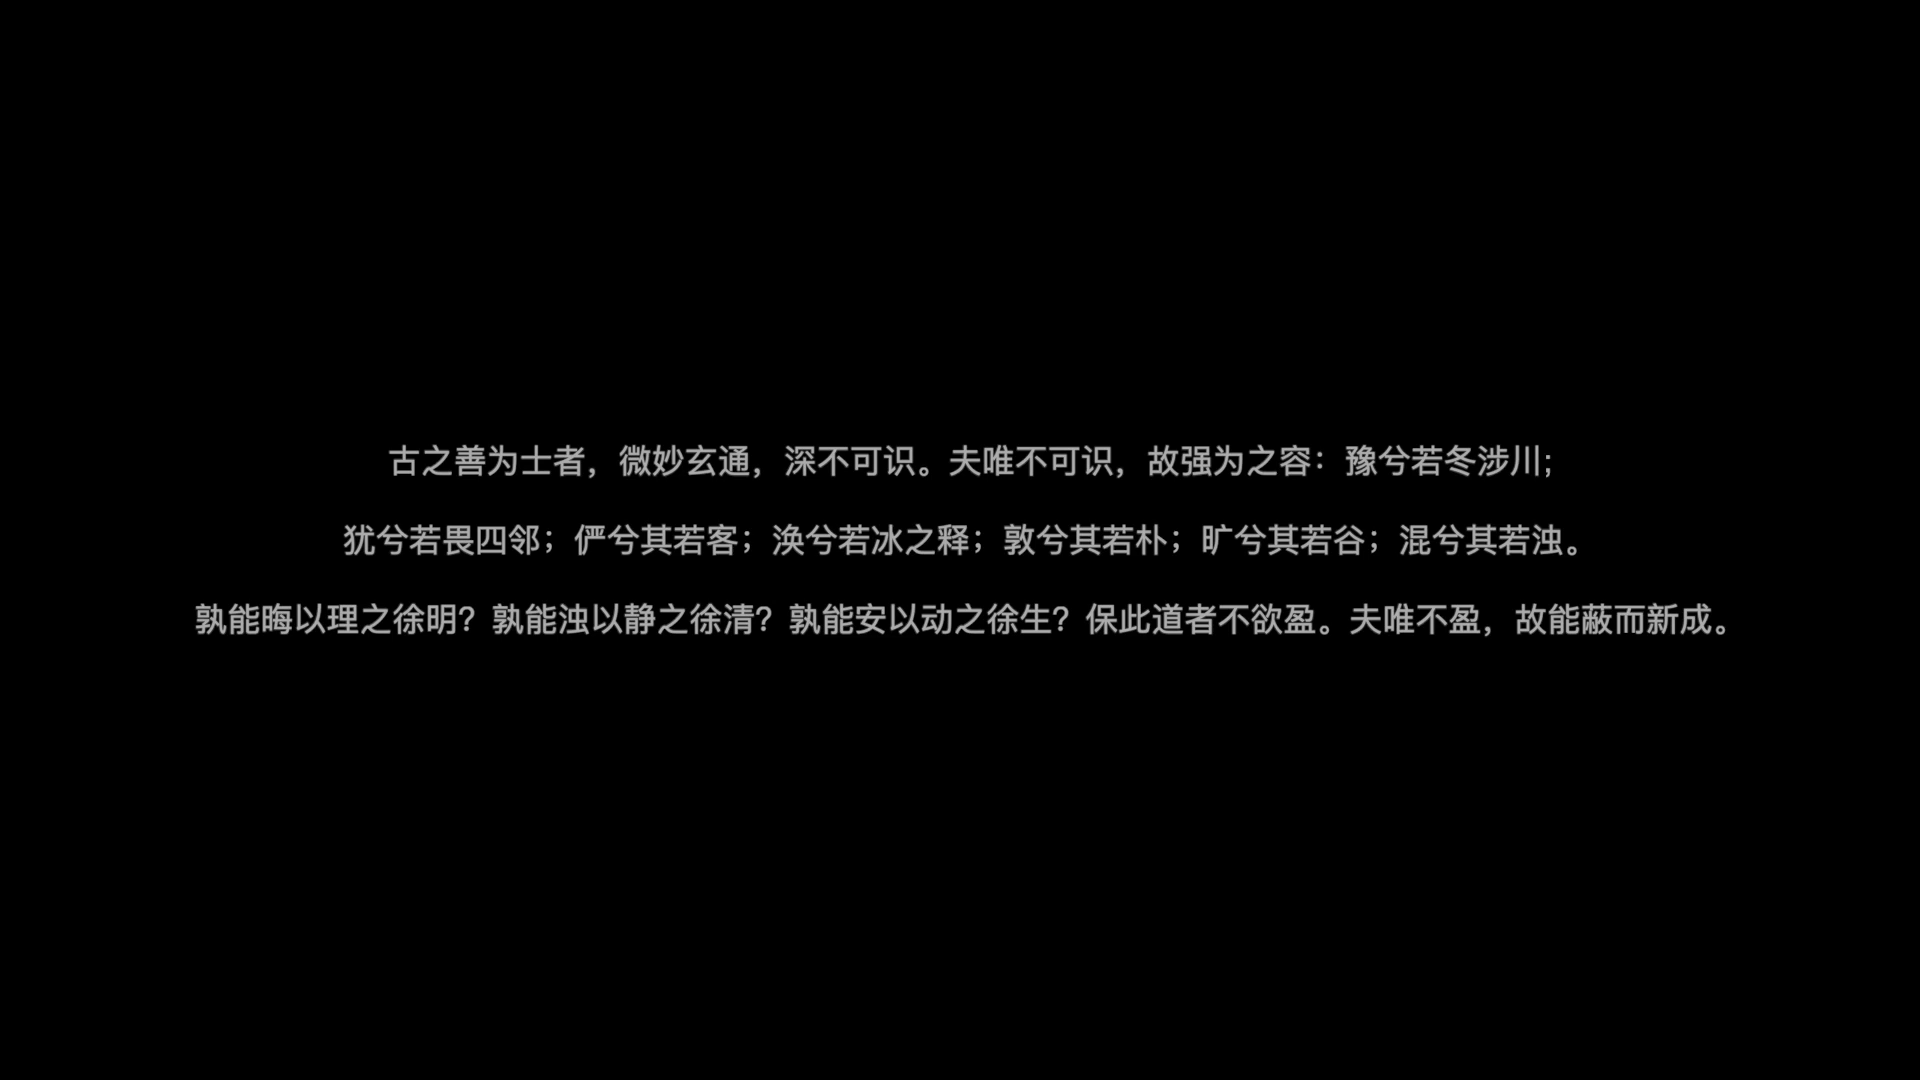 古之善为士者，微妙玄通，深不可识。夫唯不可识，故强为之容：豫兮若冬涉川；
犹兮若畏四邻；俨兮其若客；涣兮若冰之释；敦兮其若朴；旷兮其若谷；混兮其若浊。
孰能晦以理之徐明？孰能浊以静之徐清？孰能安以动之徐生？保此道者不欲盈。夫唯不盈，故能蔽而新成。